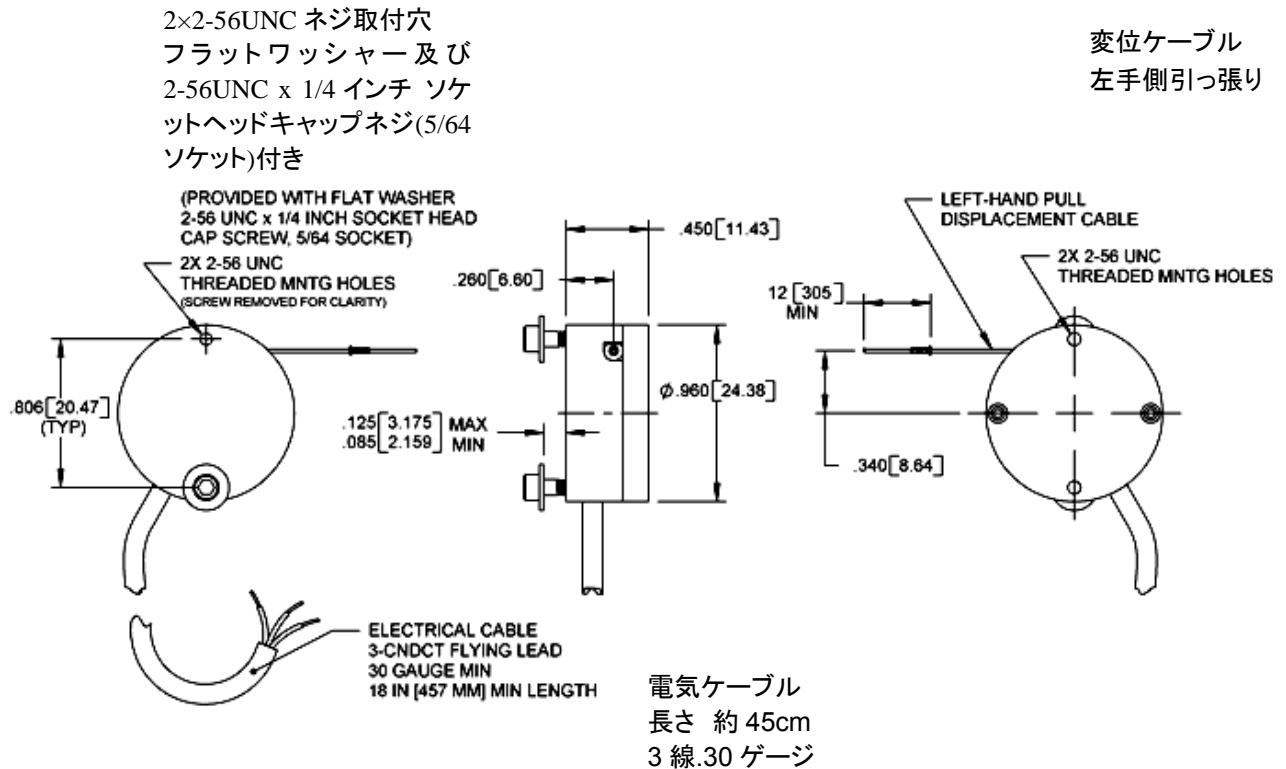 2×2-56UNC ネジ取付穴
フラットワッシャー及び
2-56UNC x 1/4 インチ ソケ
ットヘッドキャップネジ(5/64
ソケット)付き
変位ケーブル
左手側引っ張り
(PROVIDED WITH FLAT WASHER
2-56 UNC x 1/4 INCH SOCKET HEAD
CAP SCREW, 5/64 SOCKET)
2X 2-56 UNC
THREADED MNTG HOLES
(SCREW REMOVED FOR CLARITY)
.806[20.47]
(TYP)
.450[11.43]
.260[6.60]
Ø.960[24.38]
.125[3.175] MAX
.085[2.159] MIN
LEFT-HAND PULL
DISPLACEMENT CABLE
2X 2-56 UNC
THREADED MNTG HOLES
12 [305]
MIN
.340[8.64]
ELECTRICAL CABLE
3-CNDCT FLYING LEAD
30 GAUGE MIN
18 IN [457 MM] MIN LENGTH
電気ケーブル
長さ 約 45cm
3 線.30 ゲージ